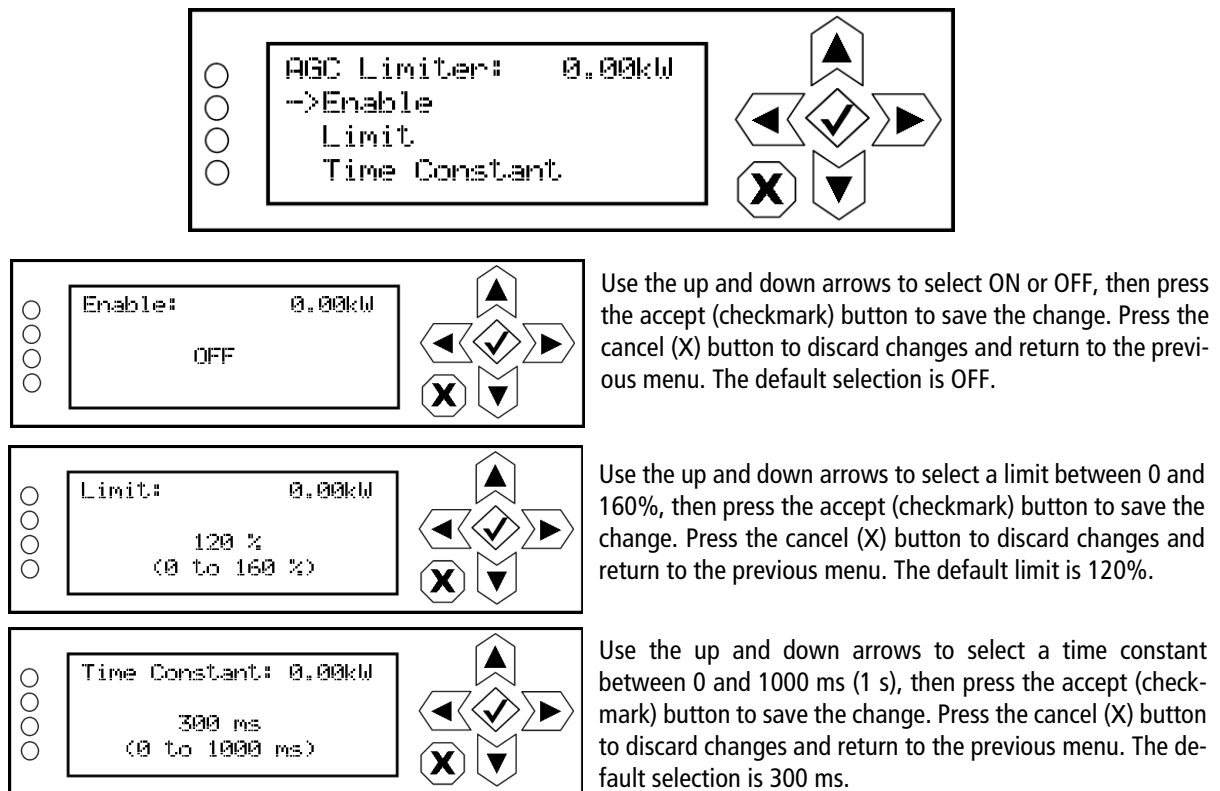 AGC Limiter: 0.00kW
->Enable
Limit
Time Constant
X
Enable: 0.00kW
OFF
X
Use the up and down arrows to select ON or OFF, then press
the accept (checkmark) button to save the change. Press the
cancel (X) button to discard changes and return to the previ-
ous menu. The default selection is OFF.
Limit: 0.00kW
120 %
(0 to 160 %)
X
Use the up and down arrows to select a limit between 0 and
160%, then press the accept (checkmark) button to save the
change. Press the cancel (X) button to discard changes and
return to the previous menu. The default limit is 120%.
Time Constant: 0.00kW
300 ms
(0 to 1000 ms)
X
Use the up and down arrows to select a time constant
between 0 and 1000 ms (1 s), then press the accept (check-
mark) button to save the change. Press the cancel (X) button
to discard changes and return to the previous menu. The de-
fault selection is 300 ms.